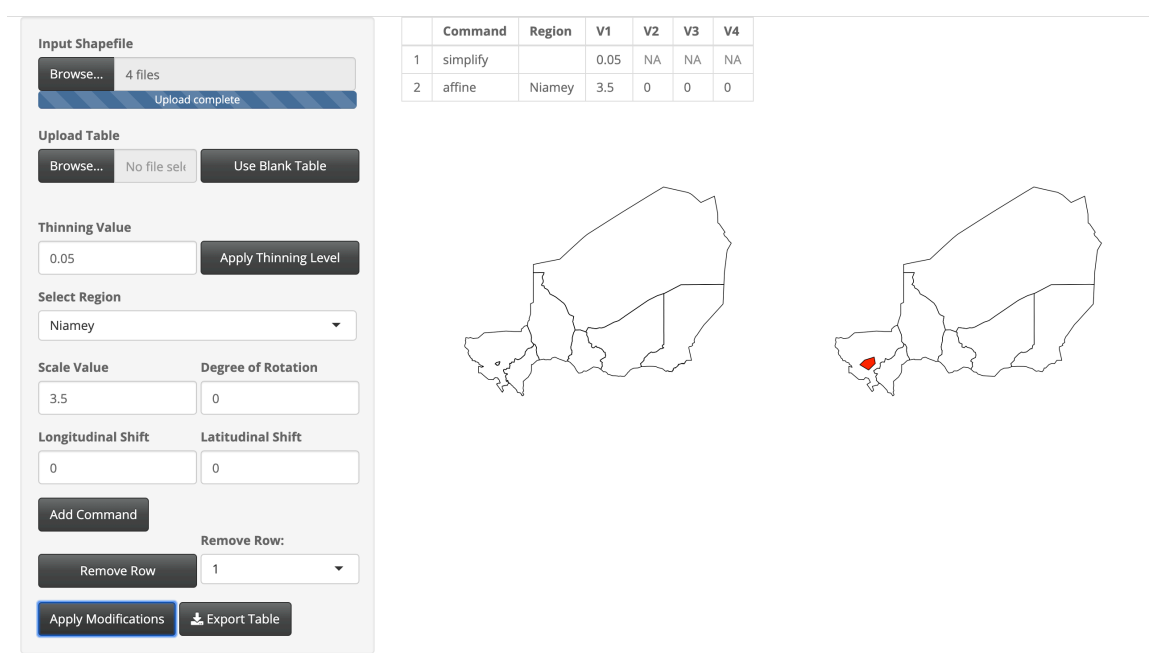 Input Shapefile
Browse... 4 files
Upload complete
Upload Table
Browse... No file sele Use Blank Table
Thinning Value
0.05 Apply Thinning Level
Select Region
Niamey
Scale Value Degree of Rotation
3.5 0
Longitudinal Shift Latitudinal Shift
0 0
Add Command
Remove Row:
Remove Row 1
Apply Modifications Export Table
Command Region V1 V2 V3 V4
1 simplify 0.05 NA NA NA
2 affine Niamey 3.5 0 0 0